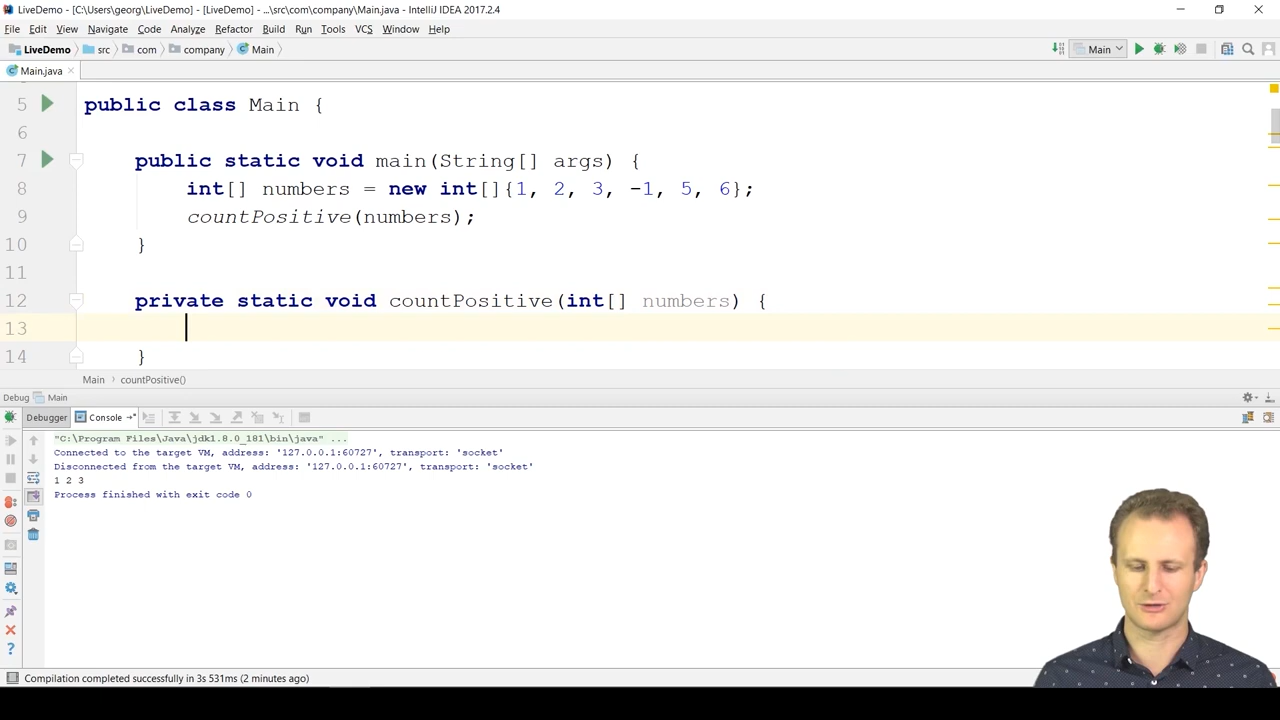 LiveDemo - [C:\Users\georg\LiveDemo] - [LiveDemo] - ...\src\com\company\Main.java - IntelliJ IDEA 2017.2.4
File Edit View Navigate Code Analyze Refactor Build Run Tools VCS Window Help
LiveDemo src com company Main Main
Main.java
5 public class Main {
6
7 public static void main(String[] args) {
8 int[] numbers = new int[]{1, 2, 3, -1, 5, 6};
9 countPositive(numbers);
10 }
11
12 private static void countPositive(int[] numbers) {
13
14 }
Main › countPositive()
Debug Main
Debugger Console
"C:\Program Files\Java\jdk1.8.0_181\bin\java" ...
Connected to the target VM, address: '127.0.0.1:60727', transport: 'socket'
Disconnected from the target VM, address: '127.0.0.1:60727', transport: 'socket'
1 2 3
Process finished with exit code 0
Compilation completed successfully in 3s 531ms (2 minutes ago)